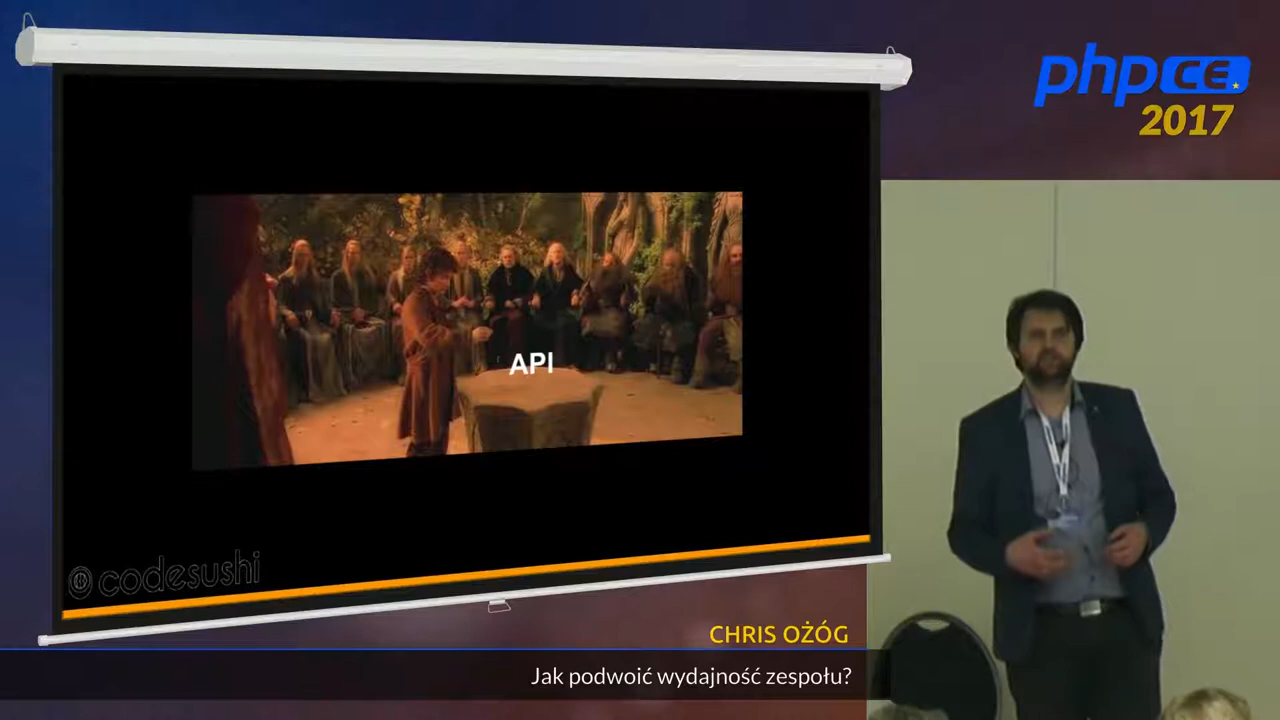 phpCE
2017
API
codesushi
CHRIS OŻÓG
Jak podwoić wydajność zespołu?